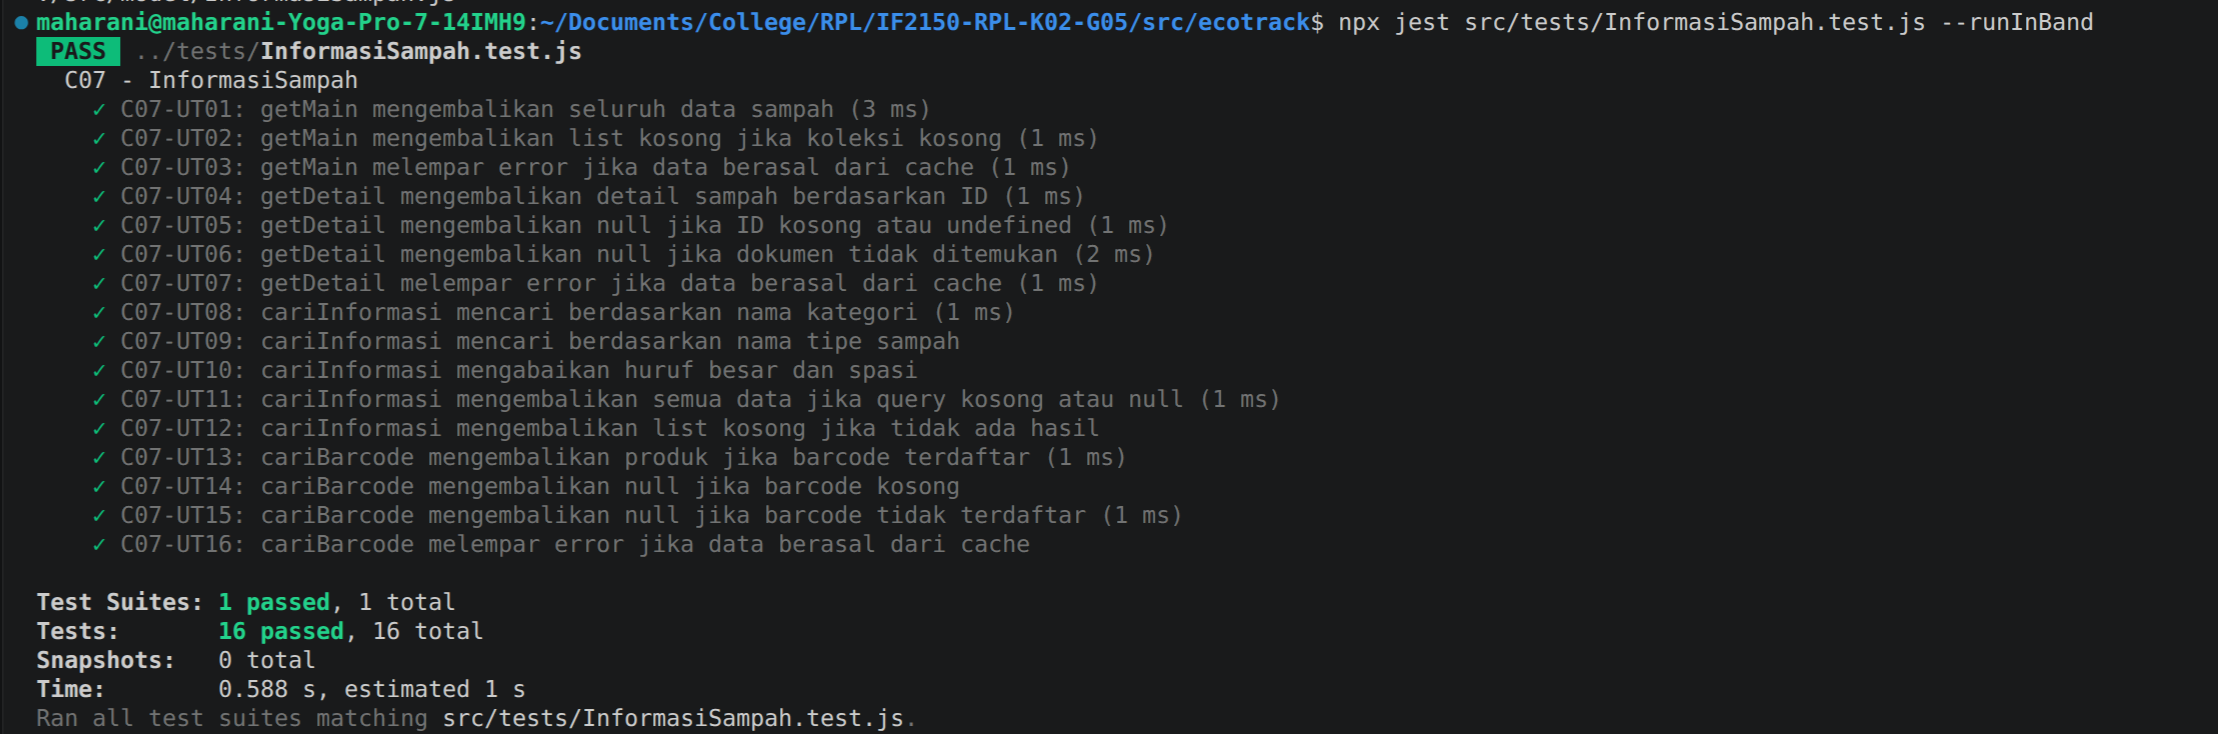 maharani@maharani-Yoga-Pro-7-14IMH9:~/Documents/College/RPL/IF2150-RPL-K02-G05/src/ecotrack$ npx jest src/tests/InformasiSampah.test.js --runInBand
PASS ../tests/InformasiSampah.test.js
C07 - InformasiSampah
✓ C07-UT01: getMain mengembalikan seluruh data sampah (3 ms)
✓ C07-UT02: getMain mengembalikan list kosong jika koleksi kosong (1 ms)
✓ C07-UT03: getMain melempar error jika data berasal dari cache (1 ms)
✓ C07-UT04: getDetail mengembalikan detail sampah berdasarkan ID (1 ms)
✓ C07-UT05: getDetail mengembalikan null jika ID kosong atau undefined (1 ms)
✓ C07-UT06: getDetail mengembalikan null jika dokumen tidak ditemukan (2 ms)
✓ C07-UT07: getDetail melempar error jika data berasal dari cache (1 ms)
✓ C07-UT08: cariInformasi mencari berdasarkan nama kategori (1 ms)
✓ C07-UT09: cariInformasi mencari berdasarkan nama tipe sampah
✓ C07-UT10: cariInformasi mengabaikan huruf besar dan spasi
✓ C07-UT11: cariInformasi mengembalikan semua data jika query kosong atau null (1 ms)
✓ C07-UT12: cariInformasi mengembalikan list kosong jika tidak ada hasil
✓ C07-UT13: cariBarcode mengembalikan produk jika barcode terdaftar (1 ms)
✓ C07-UT14: cariBarcode mengembalikan null jika barcode kosong
✓ C07-UT15: cariBarcode mengembalikan null jika barcode tidak terdaftar (1 ms)
✓ C07-UT16: cariBarcode melempar error jika data berasal dari cache
Test Suites: 1 passed, 1 total
Tests: 16 passed, 16 total
Snapshots: 0 total
Time: 0.588 s, estimated 1 s
Ran all test suites matching src/tests/InformasiSampah.test.js.